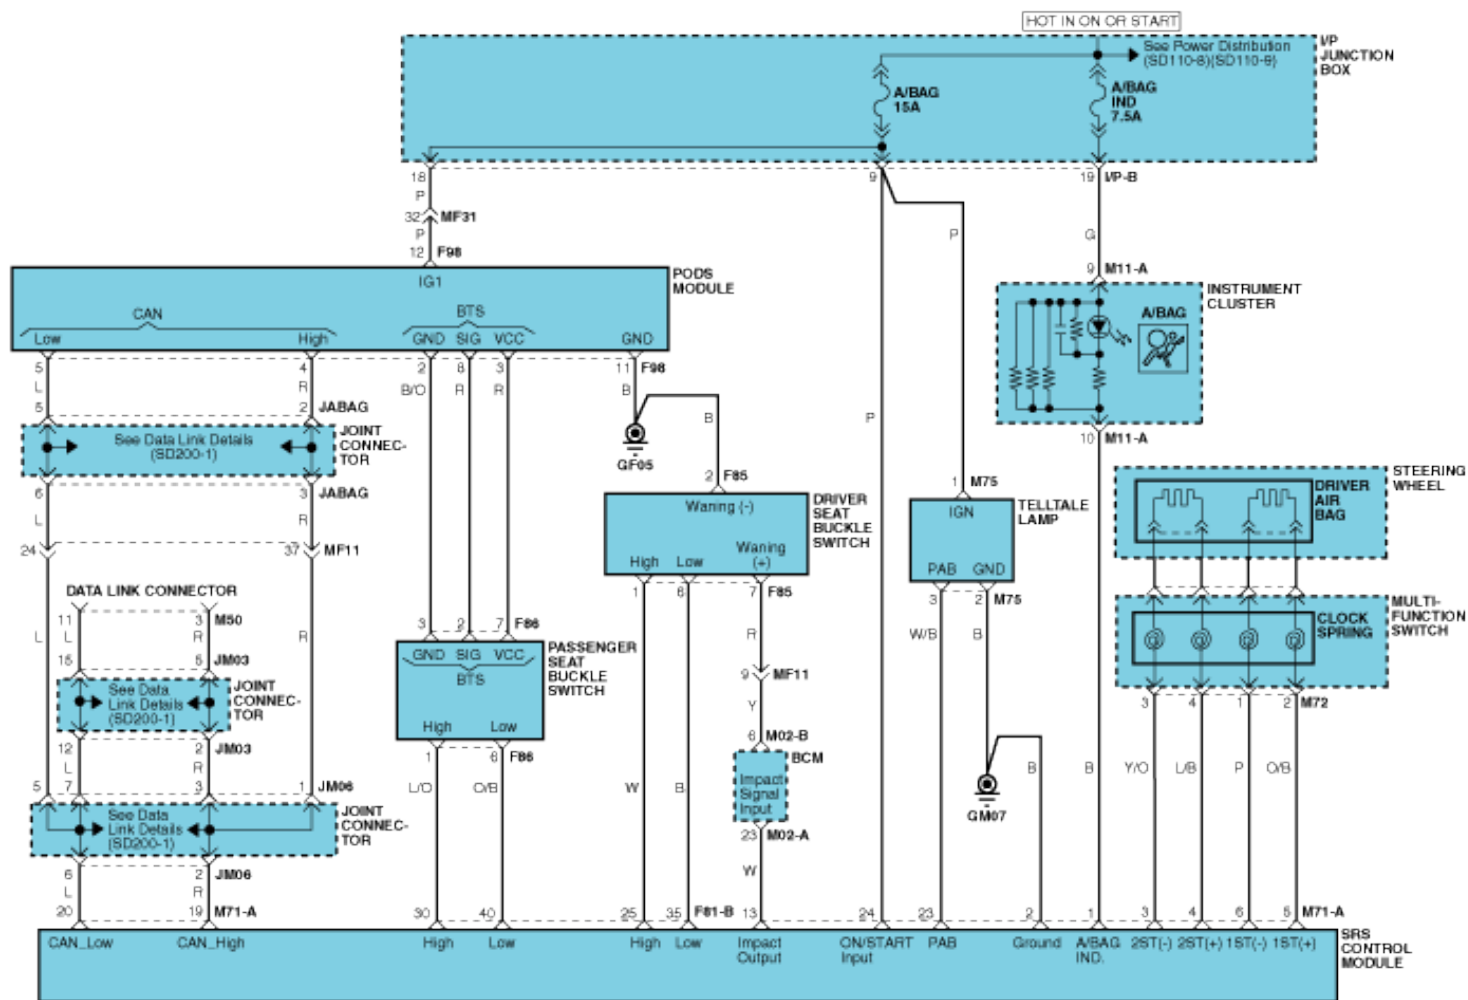 HOT IN ON OR START
See Power Distribution
(SD110-8)(SD110-9)
I/P
JUNCTION
BOX
A/BAG
15A
A/BAG
IND
7.5A
18
9
19
I/P-B
P
32
MF31
P
12
F98
P
G
9
M11-A
IG1
PODS
MODULE
INSTRUMENT
CLUSTER
CAN
BTS
A/BAG
Low
High
GND
SIG
VCC
GND
5
4
2
8
3
11
F98
L
R
B/O
R
R
B
5
2
JABAG
B
P
See Data Link Details
(SD200-1)
JOINT
CONNEC-
TOR
10
M11-A
GF05
2
F85
1
M75
STEERING
WHEEL
6
3
JABAG
L
R
Waning (-)
DRIVER
SEAT
BUCKLE
SWITCH
IGN
TELLTALE
LAMP
DRIVER
AIR
BAG
24
37
MF11
High
Low
Waning
(+)
PAB
GND
DATA LINK CONNECTOR
1
6
7
F85
3
2
M75
MULTI-
FUNCTION
SWITCH
11
3
M50
L
R
L
R
3
2
7
F86
R
W/B
B
CLOCK
SPRING
15
5
JM03
GND
SIG
VCC
BTS
PASSENGER
SEAT
BUCKLE
SWITCH
See Data
Link Details
(SD200-1)
JOINT
CONNEC-
TOR
9
MF11
Y
3
4
1
2
M72
High
Low
12
2
JM03
1
6
F86
6
M02-B
L
R
BCM
Impact
Signal
Input
5
7
3
1
JM06
L/O
O/B
W
B
B
B
Y/O
L/B
P
O/B
See Data
Link Details
(SD200-1)
JOINT
CONNEC-
TOR
GM07
23
M02-A
6
2
JM06
L
R
W
20
19
M71-A
30
40
25
35
F81-B
13
24
23
2
1
3
4
6
5
M71-A
CAN_Low
CAN_High
High
Low
High
Low
Impact
Output
ON/START
Input
PAB
Ground
A/BAG
IND.
2ST(-)
2ST(+)
1ST(-)
1ST(+)
SRS
CONTROL
MODULE